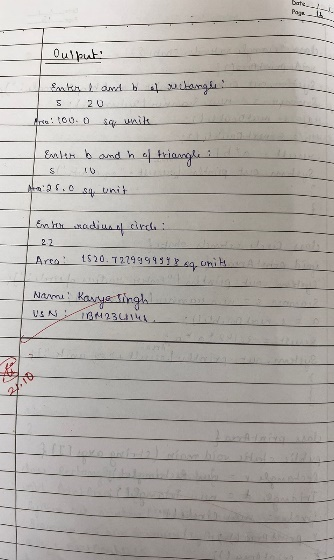 Date
Page
Output:
Enter l and b of rectangle:
5 20
Area: 100.0 sq units
Enter b and h of triangle:
5 10
Area: 25.0 sq unit
Enter radius of circle:
22
Area: 1520.7299999998 sq units
Name: Kavya Singh
USN: